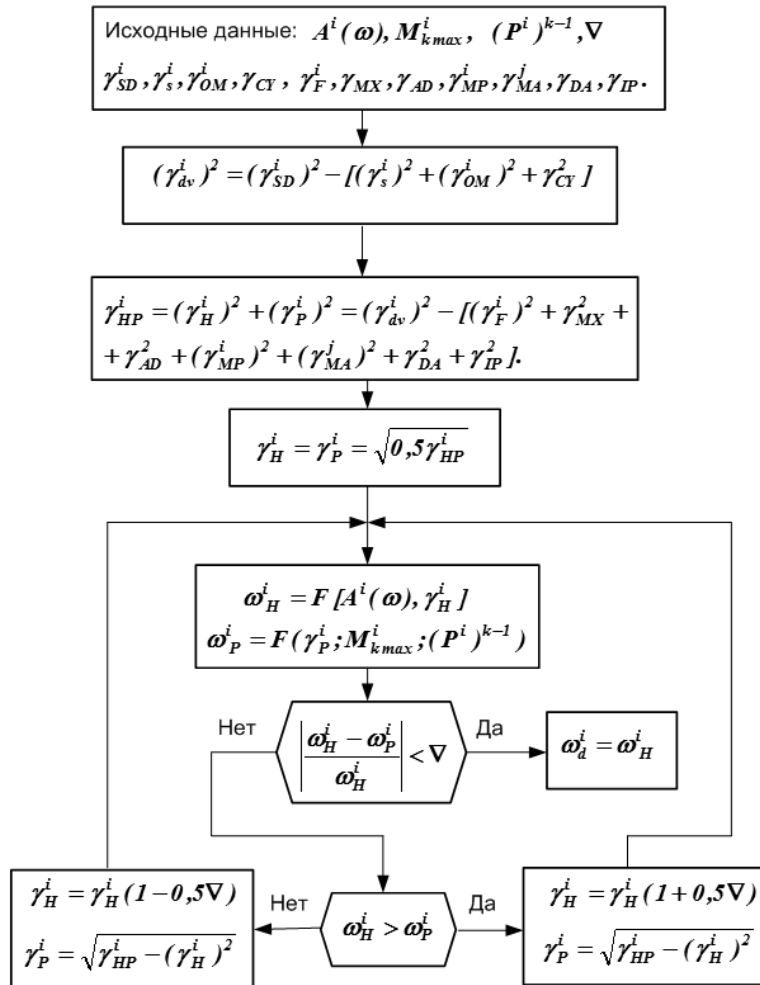 Исходные данные: Aⁱ(ω), Mⁱₖₘₐₓ, (Pⁱ)ᵏ⁻¹, ∇
γ^i_SD, γ^i_s, γ^i_OM, γ_CY, γ^i_F, γ_MX, γ_AD, γ^i_MP, γ^j_MA, γ_DA, γ_IP.
(γ^i_dv)² = (γ^i_SD)² − [(γ^i_s)² + (γ^i_OM)² + γ²_CY]
γ^i_HP = (γ^i_H)² + (γ^i_P)² = (γ^i_dv)² − [(γ^i_F)² + γ²_MX +
+ γ²_AD + (γ^i_MP)² + (γ^j_MA)² + γ²_DA + γ²_IP].
γ^i_H = γ^i_P = √(0,5γ^i_HP)
ω^i_H = F[A^i(ω), γ^i_H]
ω^i_P = F(γ^i_P; M^i_kmax; (P^i)^k−1)
Нет
|(ω^i_H − ω^i_P)/ω^i_H| < ∇
Да
ω^i_d = ω^i_H
γ^i_H = γ^i_H(1−0,5∇)
γ^i_P = √(γ^i_HP − (γ^i_H)²)
Нет
ω^i_H > ω^i_P
Да
γ^i_H = γ^i_H(1+0,5∇)
γ^i_P = √(γ^i_HP − (γ^i_H)²)